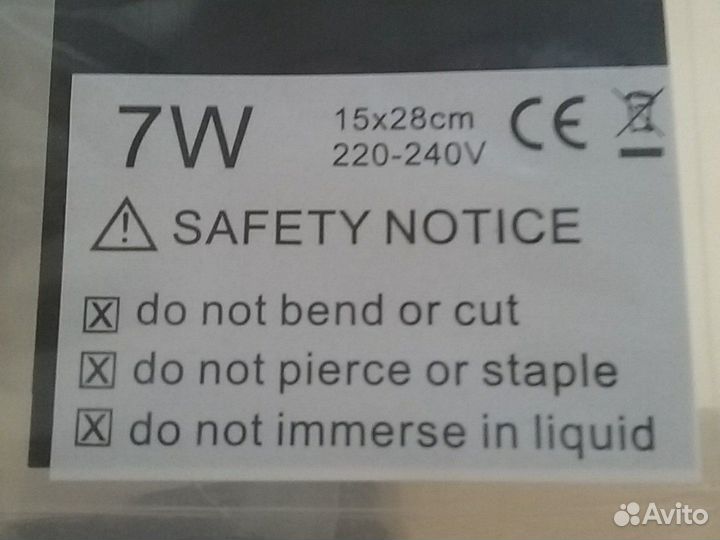 7W
15x28cm
220-240V
CE
SAFETY NOTICE
X do not bend or cut
X do not pierce or staple
X do not immerse in liquid
Avito